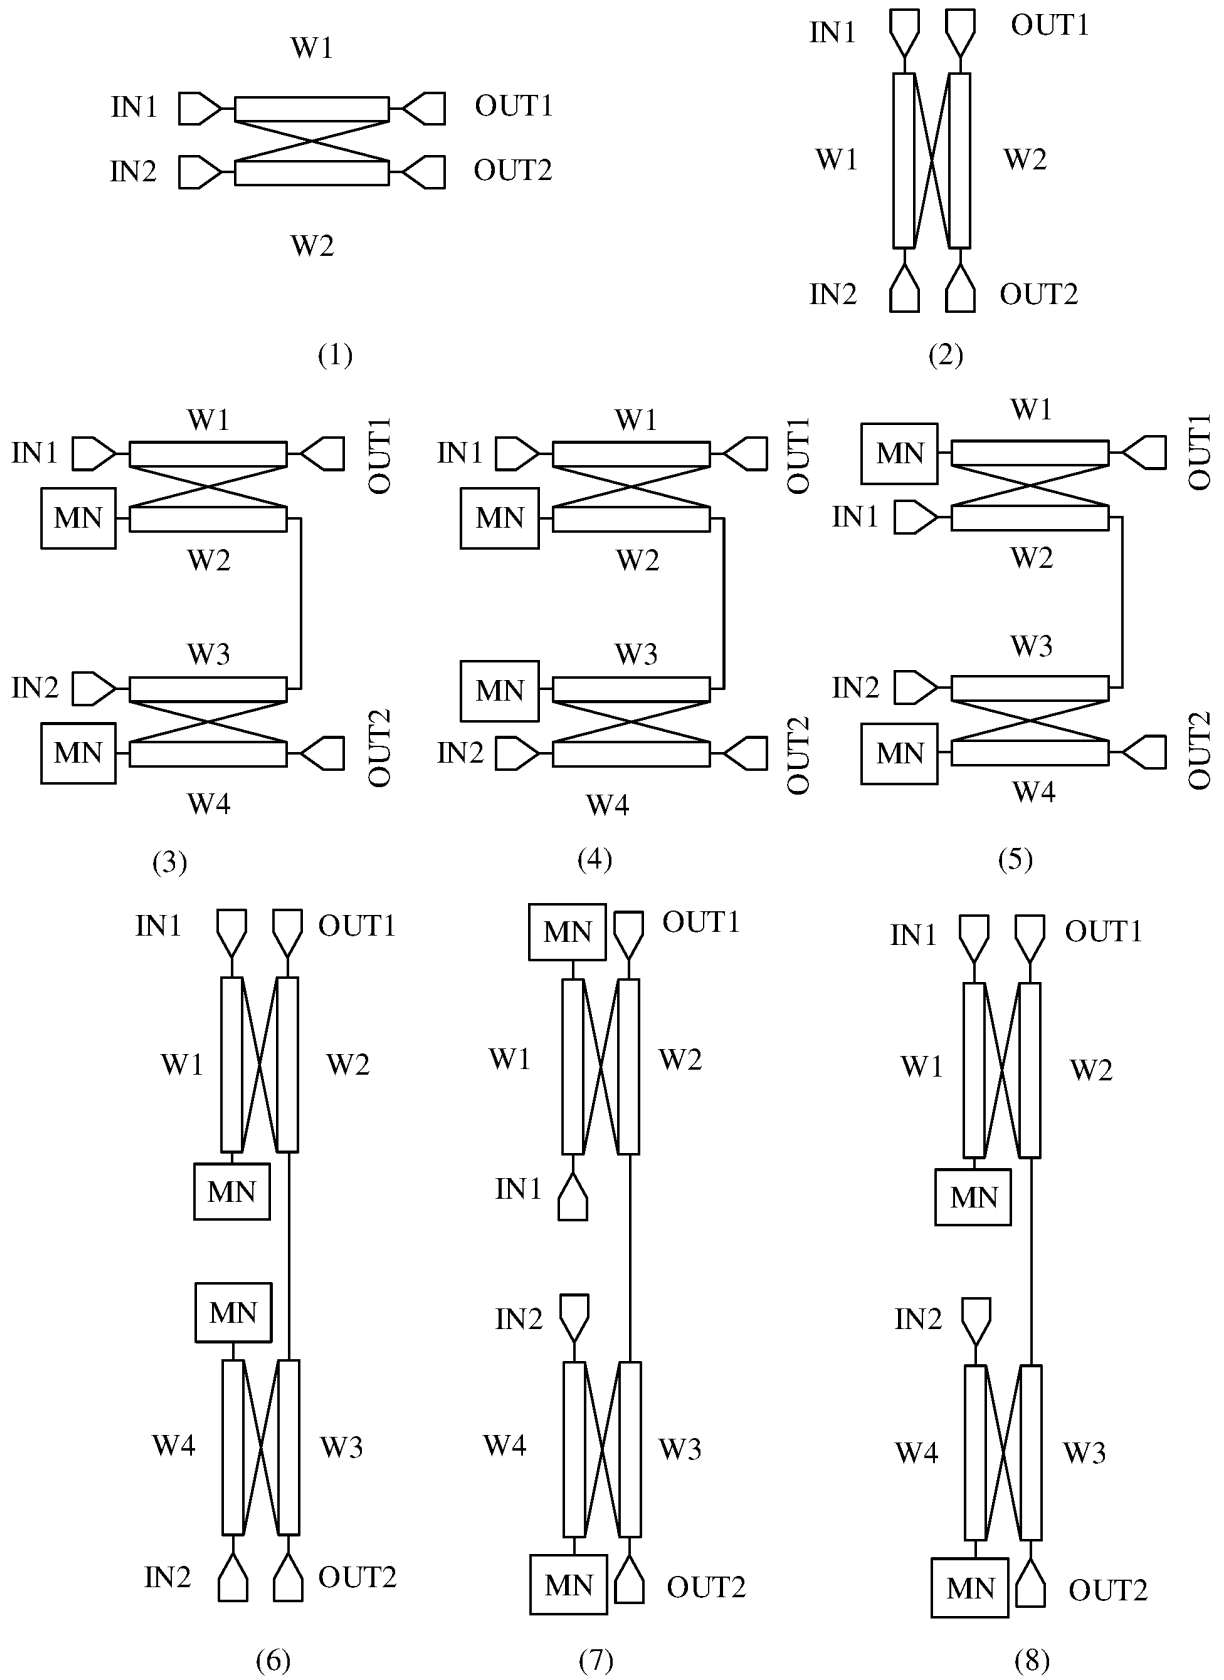 W1
IN1 OUT1
IN2 OUT2
W2
(1)
IN1 OUT1
W1 W2
IN2 OUT2
(2)
W1
IN1 OUT1
MN
W2
W3
IN2
MN OUT2
W4
(3)
W1
IN1 OUT1
MN
W2
MN W3
IN2 OUT2
W4
(4)
W1
MN OUT1
IN1
W2
W3
IN2
MN OUT2
W4
(5)
IN1 OUT1
W1 W2
MN
MN
W4 W3
IN2 OUT2
(6)
MN OUT1
W1 W2
IN1
IN2
W4 W3
MN OUT2
(7)
IN1 OUT1
W1 W2
MN
IN2
W4 W3
MN OUT2
(8)